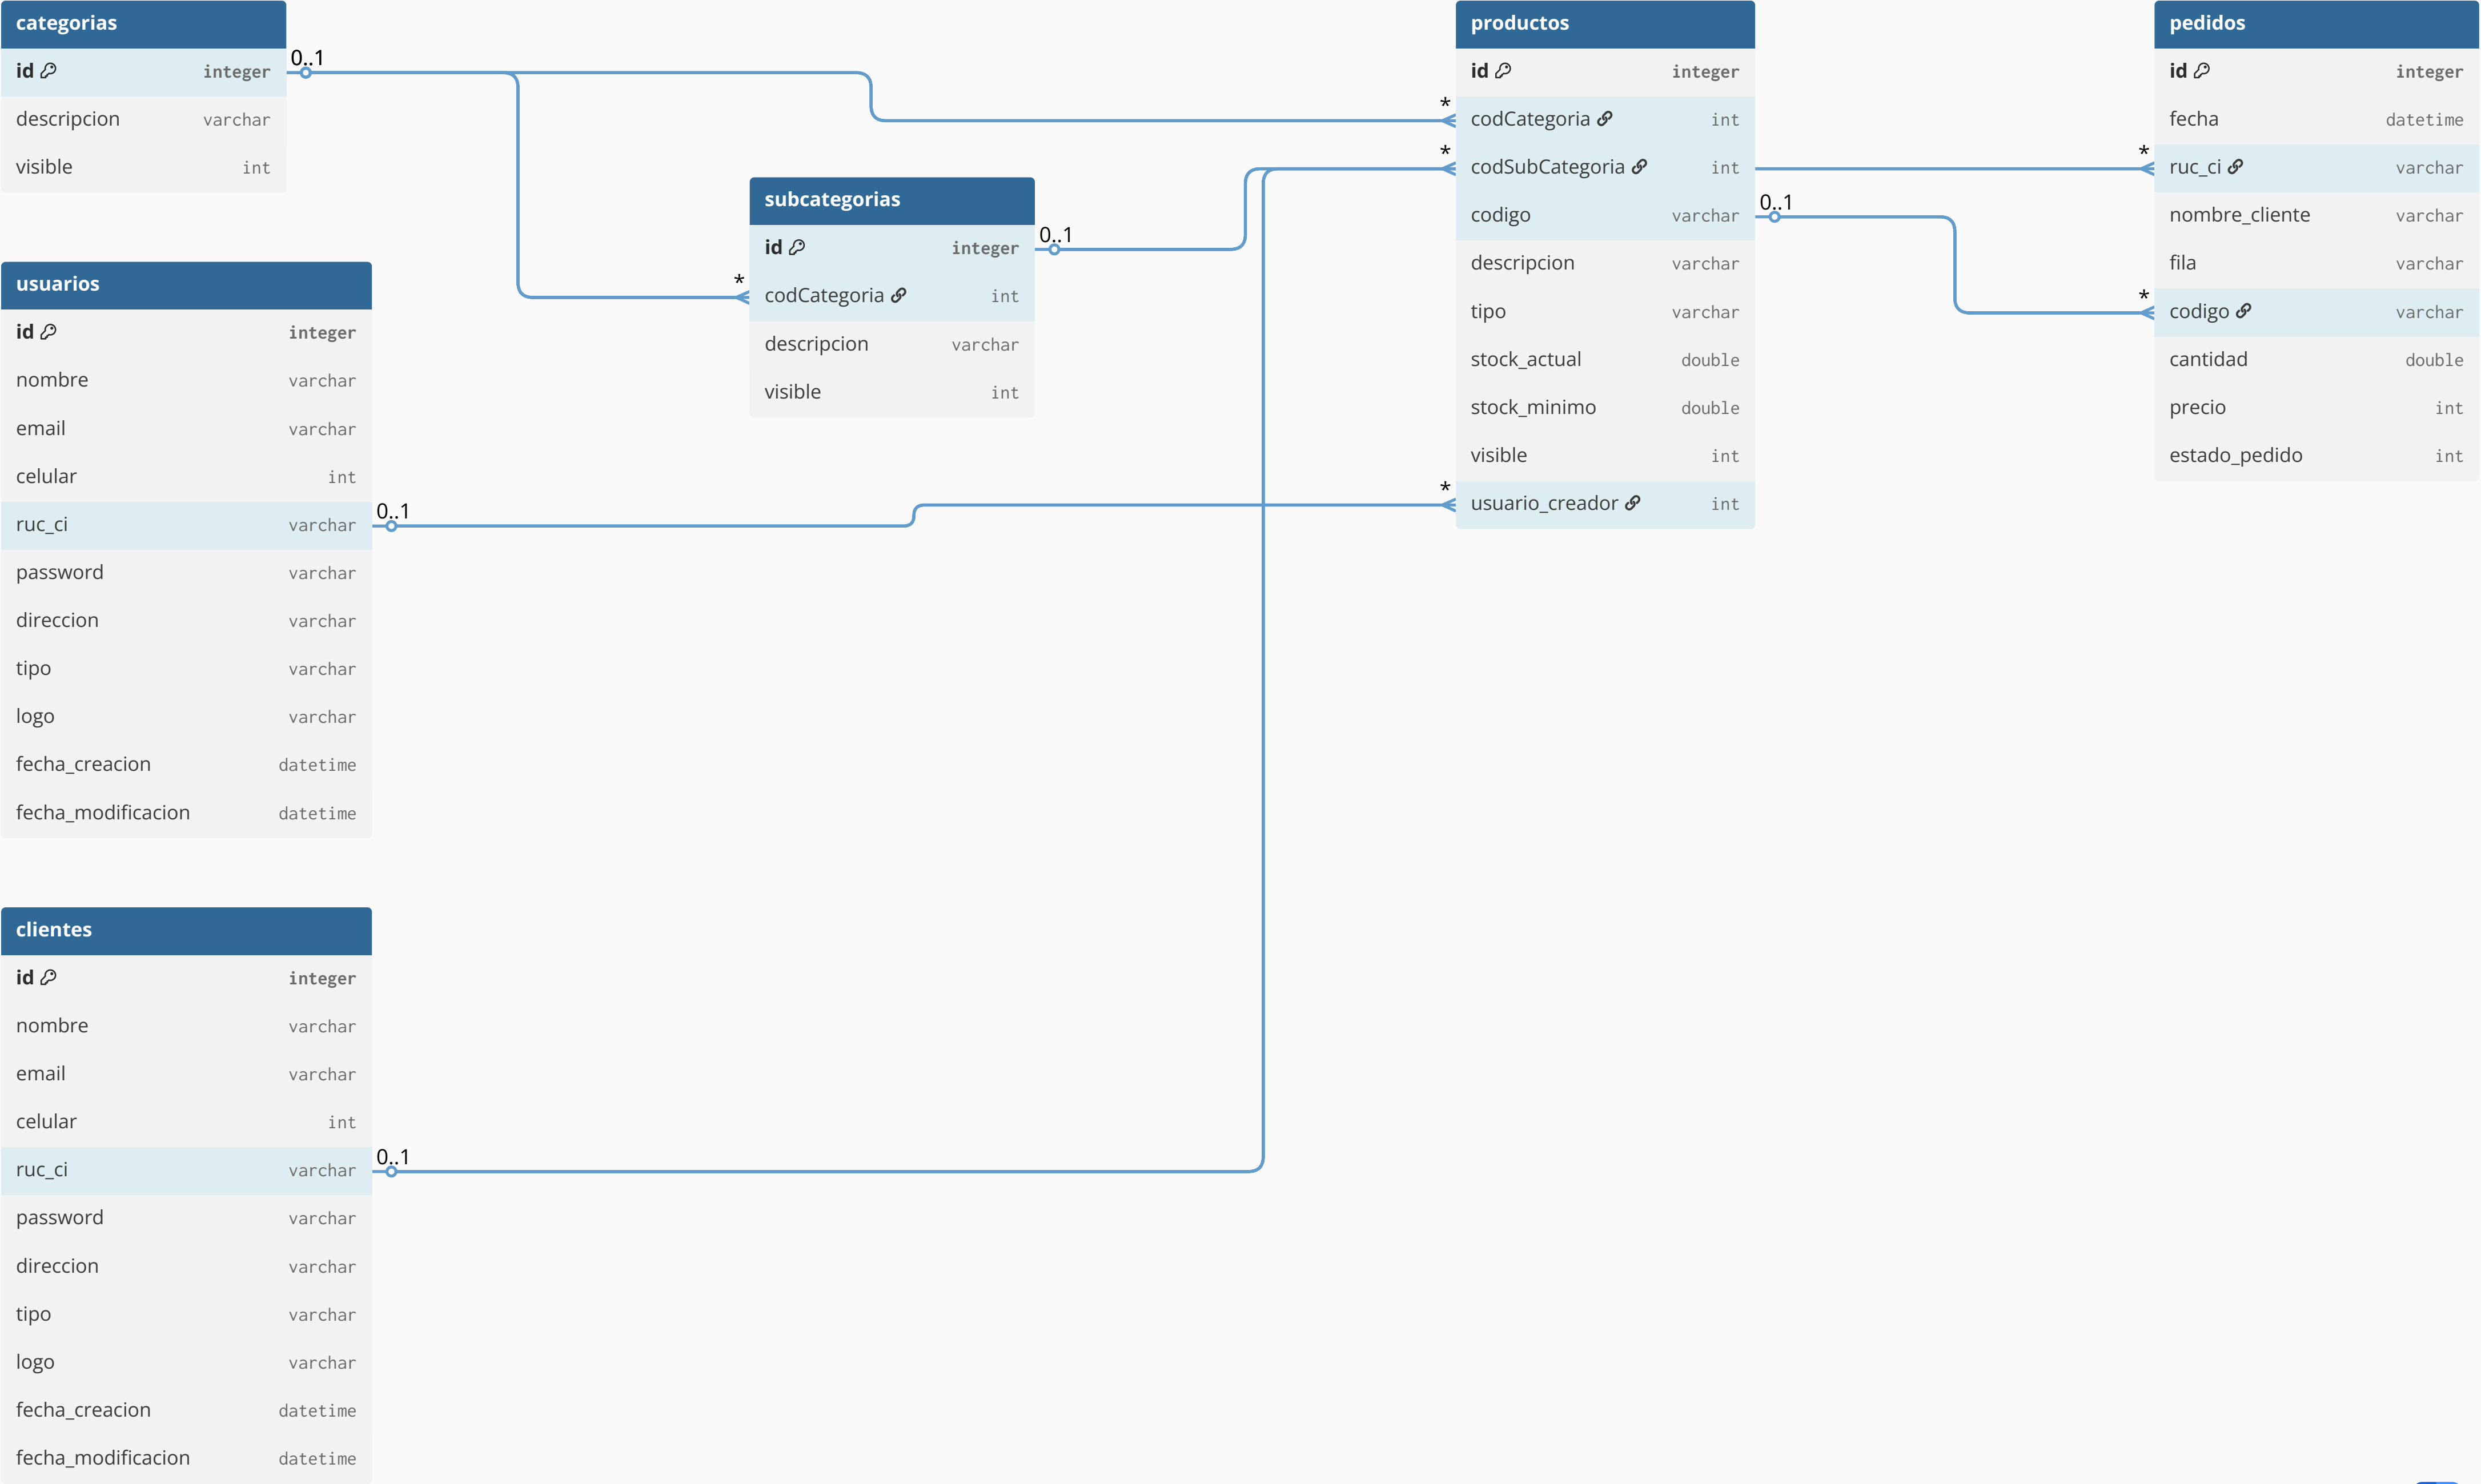 categorias
id integer
descripcion varchar
visible int
0..1
*
usuarios
id integer
nombre varchar
email varchar
celular int
ruc_ci varchar
password varchar
direccion varchar
tipo varchar
logo varchar
fecha_creacion datetime
fecha_modificacion datetime
0..1
clientes
id integer
nombre varchar
email varchar
celular int
ruc_ci varchar
password varchar
direccion varchar
tipo varchar
logo varchar
fecha_creacion datetime
fecha_modificacion datetime
0..1
subcategorias
id integer
codCategoria int
descripcion varchar
visible int
0..1
*
*
*
productos
id integer
codCategoria int
codSubCategoria int
codigo varchar
descripcion varchar
tipo varchar
stock_actual double
stock_minimo double
visible int
usuario_creador int
0..1
*
*
pedidos
id integer
fecha datetime
ruc_ci varchar
nombre_cliente varchar
fila varchar
codigo varchar
cantidad double
precio int
estado_pedido int